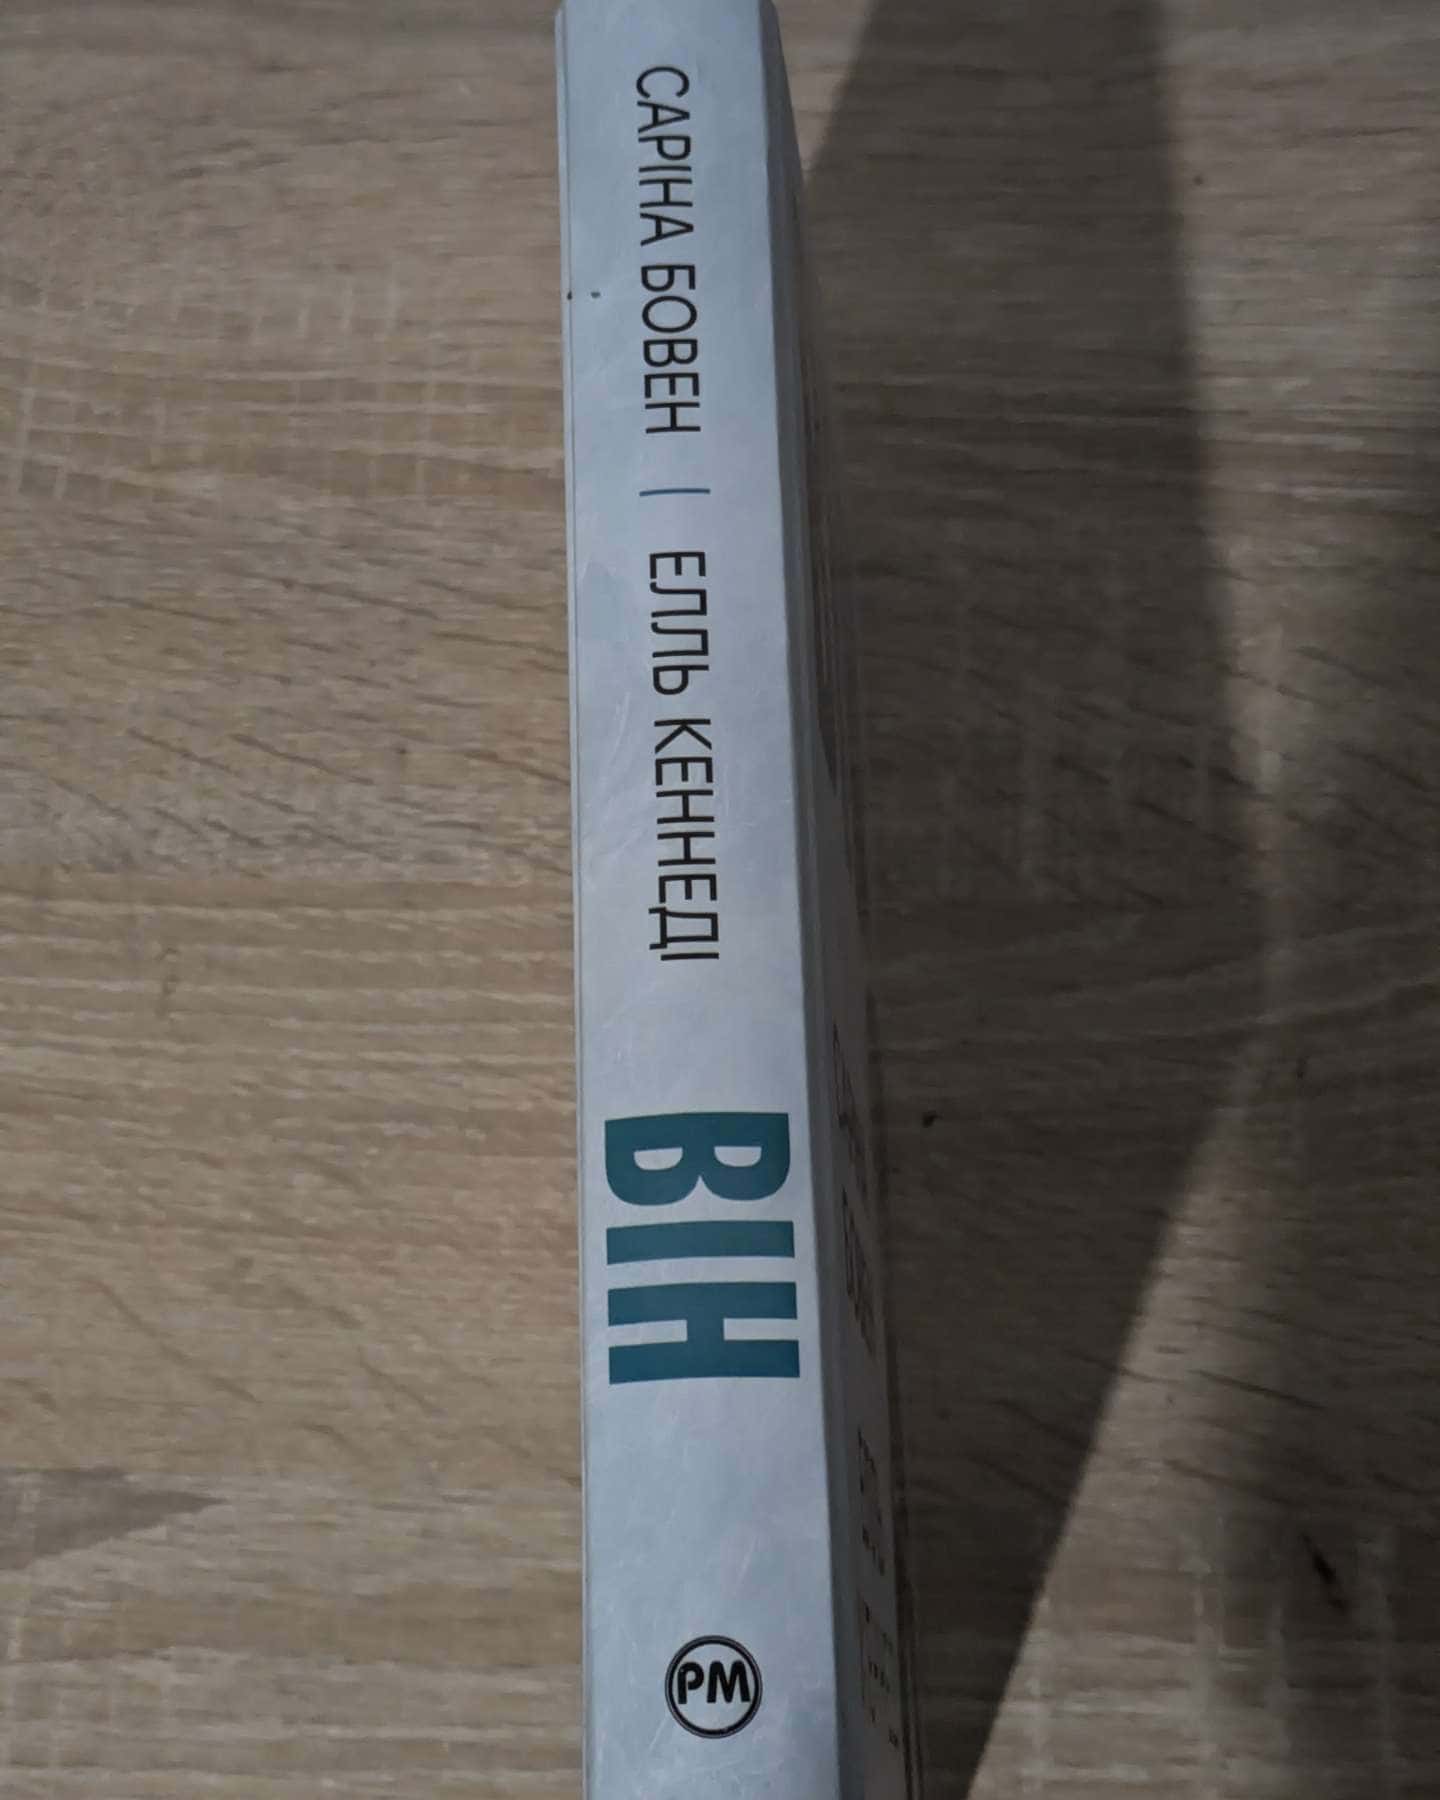 САРІНА БОВЕН | ЕЛЛЬ КЕННЕДІ
ВІН
РМ